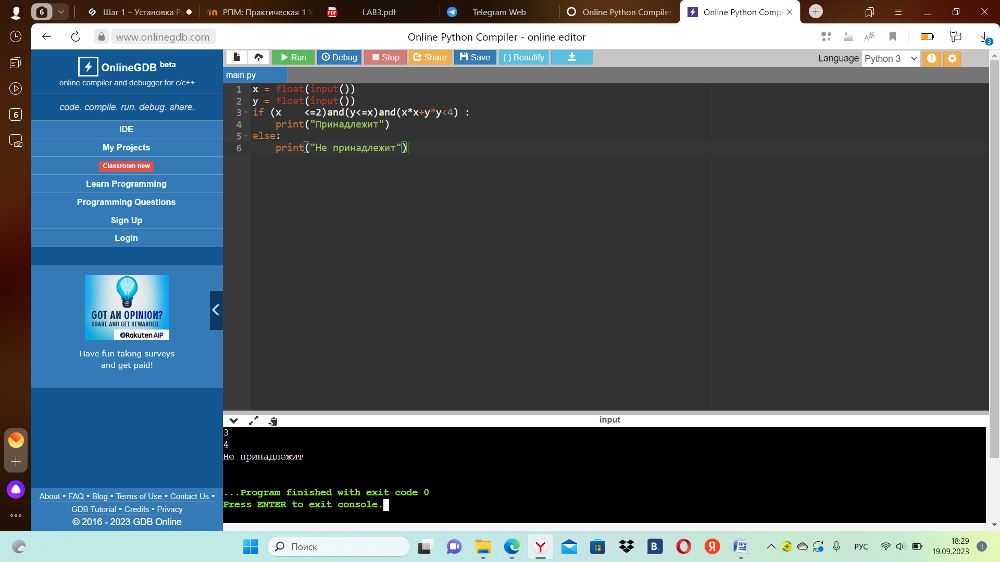 6
Шаг 1 – Установка Ру
РПМ: Практическая 1 У
LAB3.pdf
Telegram Web
Online Python Compiler
Online Python Compi
www.onlinegdb.com
Online Python Compiler - online editor
3
6
OnlineGDB beta
online compiler and debugger for c/c++
code. compile. run. debug. share.
IDE
My Projects
Classroom new
Learn Programming
Programming Questions
Sign Up
Login
GOT AN OPINION?
SHARE AND GET REWARDED.
Rakuten AIP
Have fun taking surveys
and get paid!
About • FAQ • Blog • Terms of Use • Contact Us •
GDB Tutorial • Credits • Privacy
© 2016 - 2023 GDB Online
Run Debug Stop Share Save { } Beautify
Language Python 3
main.py
1 x = float(input())
2 y = float(input())
3 if (x    <=2)and(y<=x)and(x*x+y*y<4) :
4     print("Принадлежит")
5 else:
6     print("Не принадлежит")
input
3
4
Не принадлежит
...Program finished with exit code 0
Press ENTER to exit console.
Поиск
B.
Я
РУС
18:29
19.09.2023
1